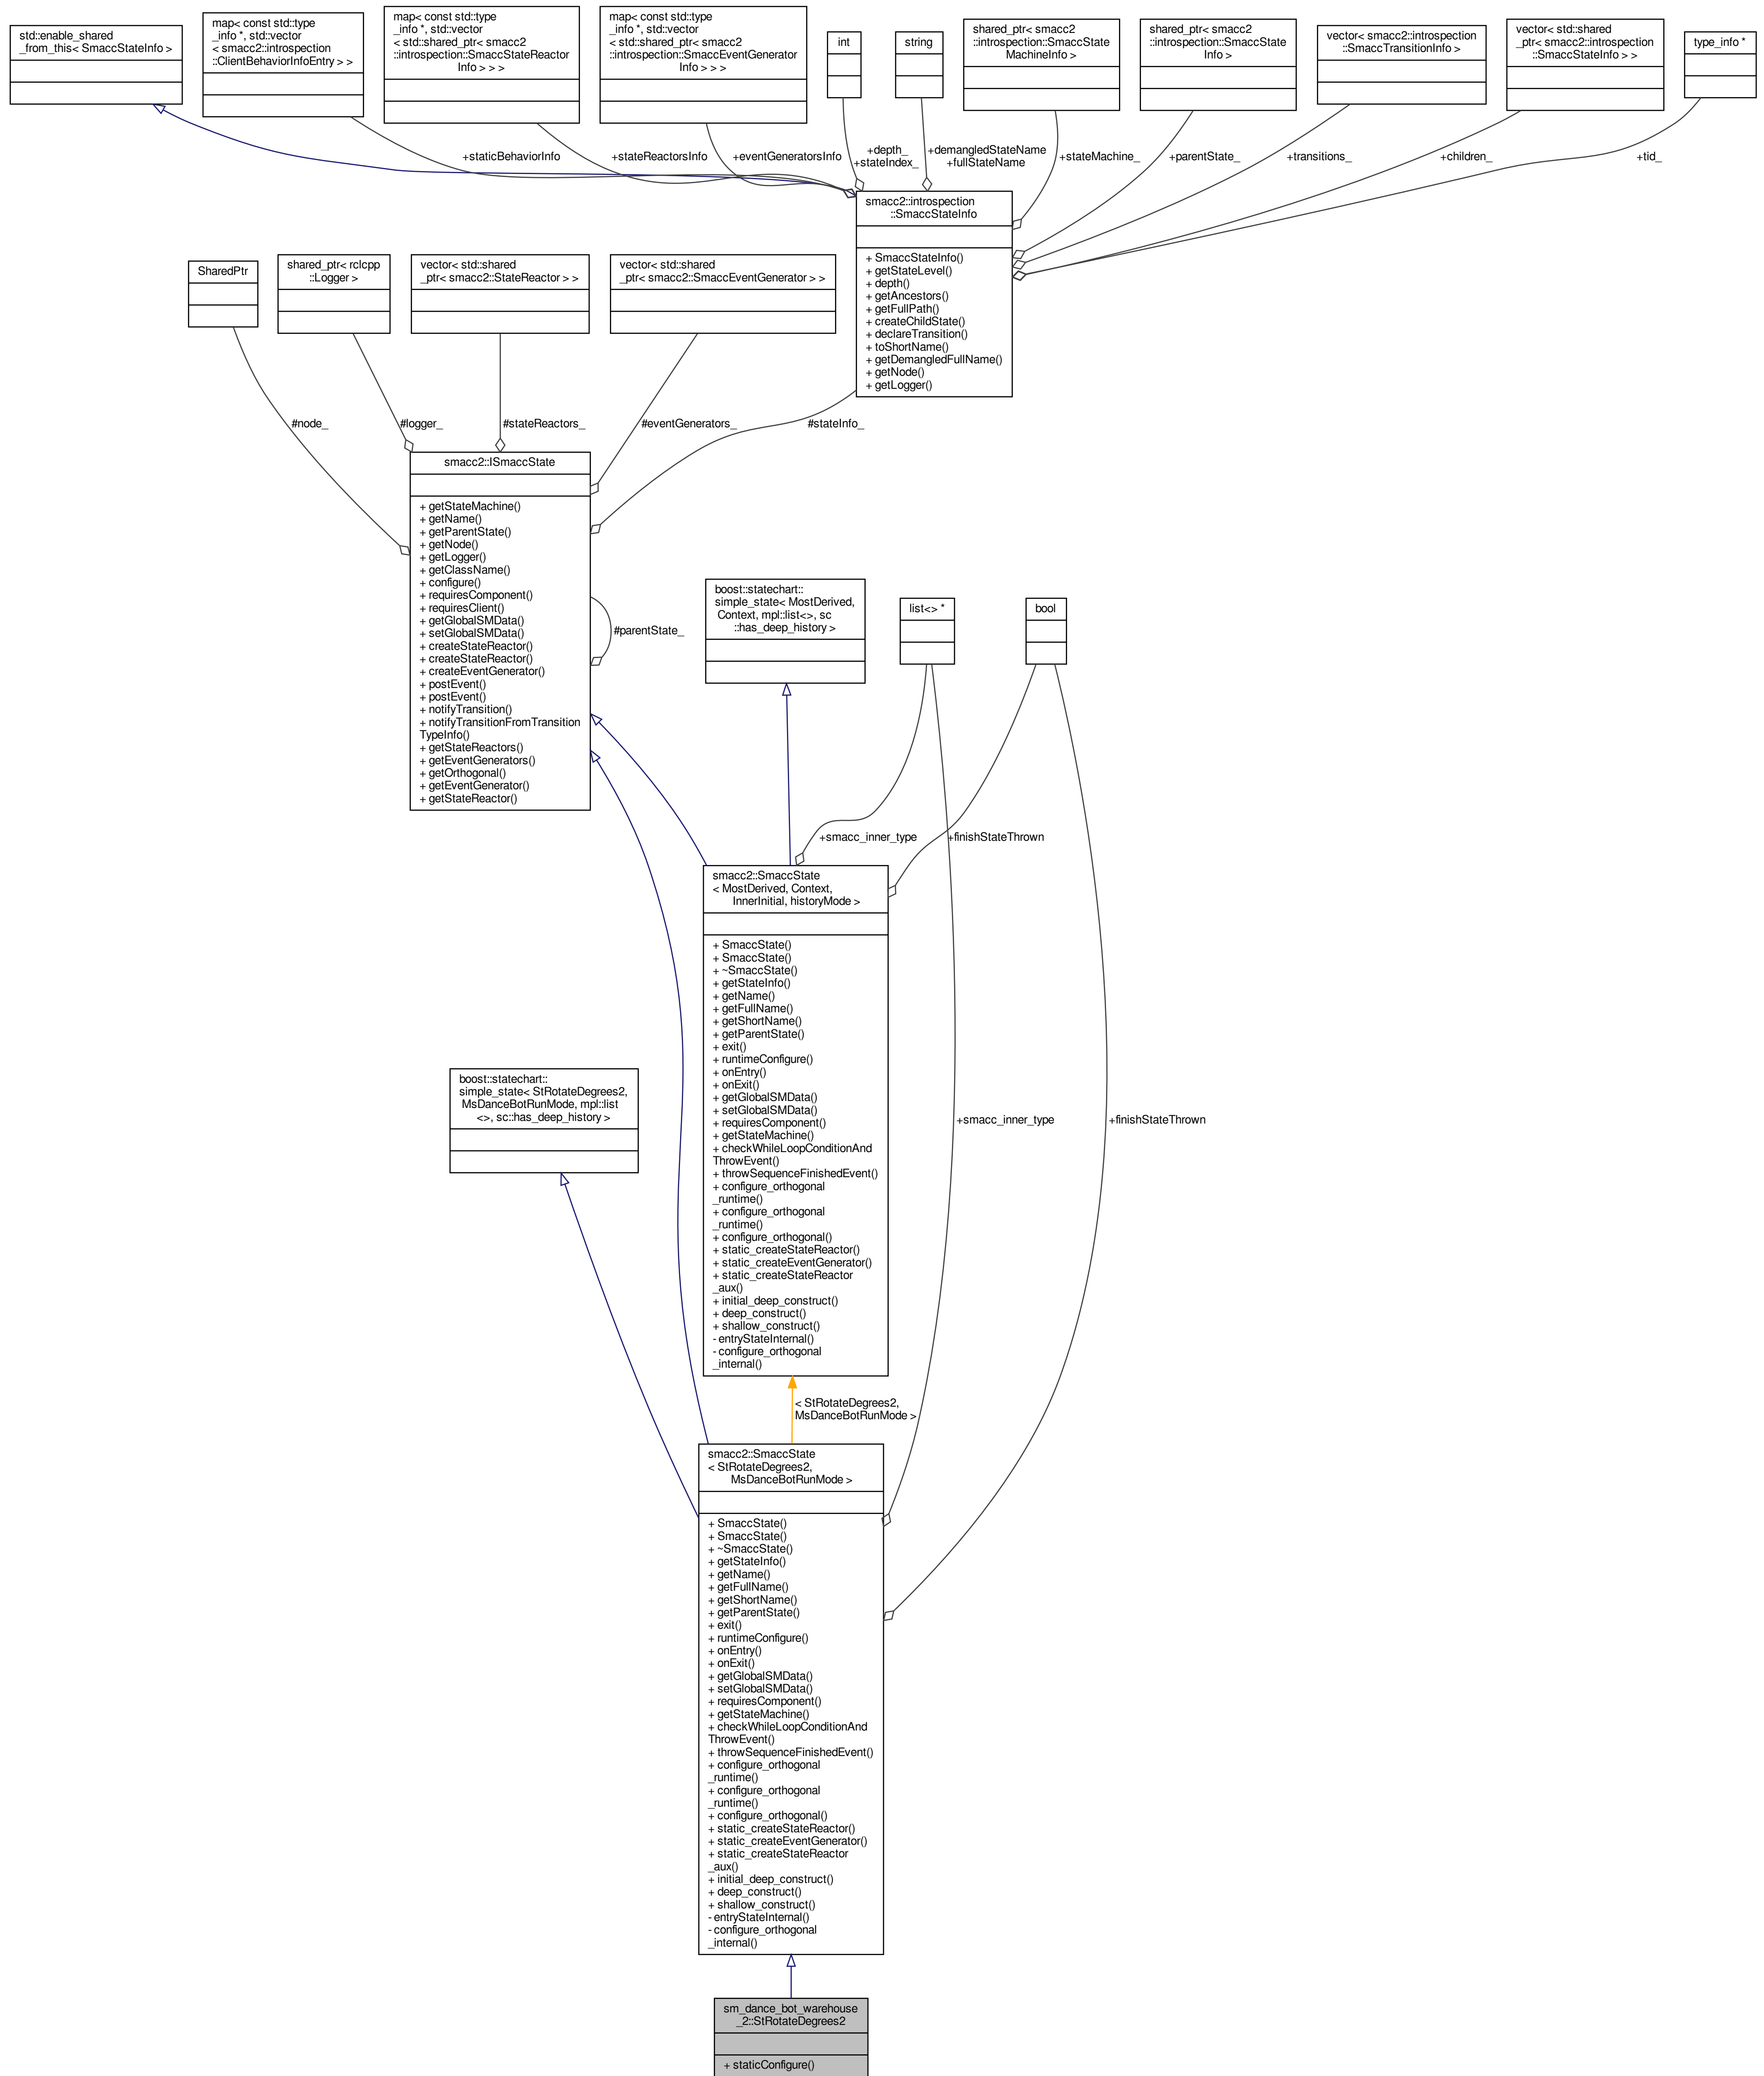 std::enable_shared
_from_this< SmaccStateInfo >
map< const std::type
_info *, std::vector
< smacc2::introspection
::ClientBehaviorInfoEntry > >
map< const std::type
_info *, std::vector
< std::shared_ptr< smacc2
::introspection::SmaccStateReactor
Info > > >
map< const std::type
_info *, std::vector
< std::shared_ptr< smacc2
::introspection::SmaccEventGenerator
Info > > >
int
string
shared_ptr< smacc2
::introspection::SmaccState
MachineInfo >
shared_ptr< smacc2
::introspection::SmaccState
Info >
vector< smacc2::introspection
::SmaccTransitionInfo >
vector< std::shared
_ptr< smacc2::introspection
::SmaccStateInfo > >
type_info *
+staticBehaviorInfo
+stateReactorsInfo
+eventGeneratorsInfo
+depth_
+stateIndex_
+demangledStateName
+fullStateName
+stateMachine_
+parentState_
+transitions_
+children_
+tid_
smacc2::introspection
::SmaccStateInfo
+ SmaccStateInfo()
+ getStateLevel()
+ depth()
+ getAncestors()
+ getFullPath()
+ createChildState()
+ declareTransition()
+ toShortName()
+ getDemangledFullName()
+ getNode()
+ getLogger()
SharedPtr
shared_ptr< rclcpp
::Logger >
vector< std::shared
_ptr< smacc2::StateReactor > >
vector< std::shared
_ptr< smacc2::SmaccEventGenerator > >
#node_
#logger_
#stateReactors_
#eventGenerators_
#stateInfo_
smacc2::ISmaccState
+ getStateMachine()
+ getName()
+ getParentState()
+ getNode()
+ getLogger()
+ getClassName()
+ configure()
+ requiresComponent()
+ requiresClient()
+ getGlobalSMData()
+ setGlobalSMData()
+ createStateReactor()
+ createStateReactor()
+ createEventGenerator()
+ postEvent()
+ postEvent()
+ notifyTransition()
+ notifyTransitionFromTransition
TypeInfo()
+ getStateReactors()
+ getEventGenerators()
+ getOrthogonal()
+ getEventGenerator()
+ getStateReactor()
#parentState_
boost::statechart::
simple_state< MostDerived,
Context, mpl::list<>, sc
::has_deep_history >
list<> *
bool
+smacc_inner_type
+finishStateThrown
smacc2::SmaccState
< MostDerived, Context,
InnerInitial, historyMode >
+ SmaccState()
+ SmaccState()
+ ~SmaccState()
+ getStateInfo()
+ getName()
+ getFullName()
+ getShortName()
+ getParentState()
+ exit()
+ runtimeConfigure()
+ onEntry()
+ onExit()
+ getGlobalSMData()
+ setGlobalSMData()
+ requiresComponent()
+ getStateMachine()
+ checkWhileLoopConditionAnd
ThrowEvent()
+ throwSequenceFinishedEvent()
+ configure_orthogonal
_runtime()
+ configure_orthogonal
_runtime()
+ configure_orthogonal()
+ static_createStateReactor()
+ static_createEventGenerator()
+ static_createStateReactor
_aux()
+ initial_deep_construct()
+ deep_construct()
+ shallow_construct()
- entryStateInternal()
- configure_orthogonal
_internal()
boost::statechart::
simple_state< StRotateDegrees2,
MsDanceBotRunMode, mpl::list
<>, sc::has_deep_history >
+smacc_inner_type
+finishStateThrown
< StRotateDegrees2,
MsDanceBotRunMode >
smacc2::SmaccState
< StRotateDegrees2,
MsDanceBotRunMode >
+ SmaccState()
+ SmaccState()
+ ~SmaccState()
+ getStateInfo()
+ getName()
+ getFullName()
+ getShortName()
+ getParentState()
+ exit()
+ runtimeConfigure()
+ onEntry()
+ onExit()
+ getGlobalSMData()
+ setGlobalSMData()
+ requiresComponent()
+ getStateMachine()
+ checkWhileLoopConditionAnd
ThrowEvent()
+ throwSequenceFinishedEvent()
+ configure_orthogonal
_runtime()
+ configure_orthogonal
_runtime()
+ configure_orthogonal()
+ static_createStateReactor()
+ static_createEventGenerator()
+ static_createStateReactor
_aux()
+ initial_deep_construct()
+ deep_construct()
+ shallow_construct()
- entryStateInternal()
- configure_orthogonal
_internal()
sm_dance_bot_warehouse
_2::StRotateDegrees2
+ staticConfigure()